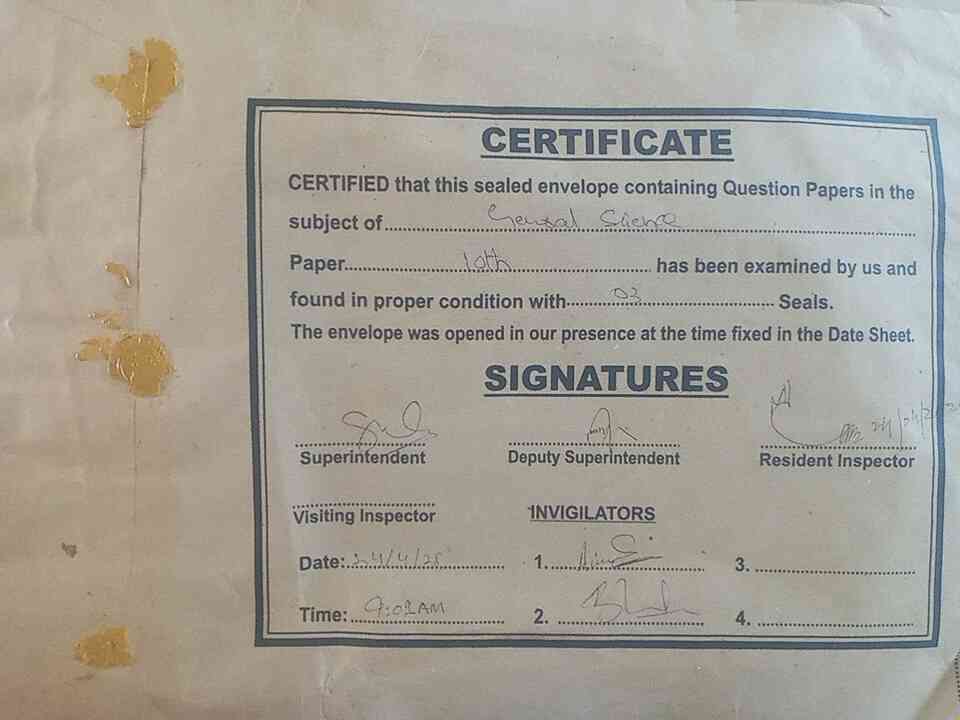 CERTIFICATE
CERTIFIED that this sealed envelope containing Question Papers in the
subject of General Science
Paper 10th has been examined by us and
found in proper condition with 03 Seals.
The envelope was opened in our presence at the time fixed in the Date Sheet.
SIGNATURES
Superintendent Deputy Superintendent Resident Inspector
Visiting Inspector INVIGILATORS
Date: 24/4/25 1. 3.
Time: 9:02AM 2. 4.